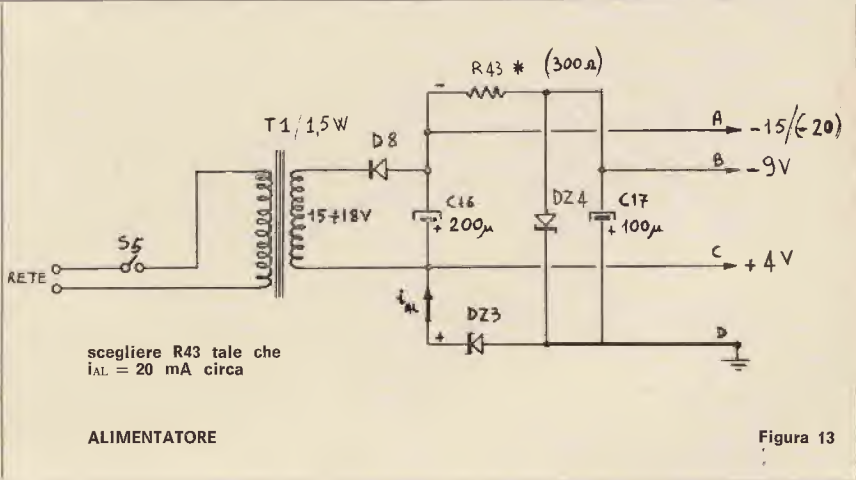 R43 * (300Ω)
-
T1/1,5W
D8
A -15/(-20)
B -9V
C16
+ 200μ
DZ4
C17
+ 100μ
15÷18V
S5
RETE
C +4V
iAL
DZ3
+
D
scegliere R43 tale che
iAL = 20 mA circa
ALIMENTATORE
Figura 13